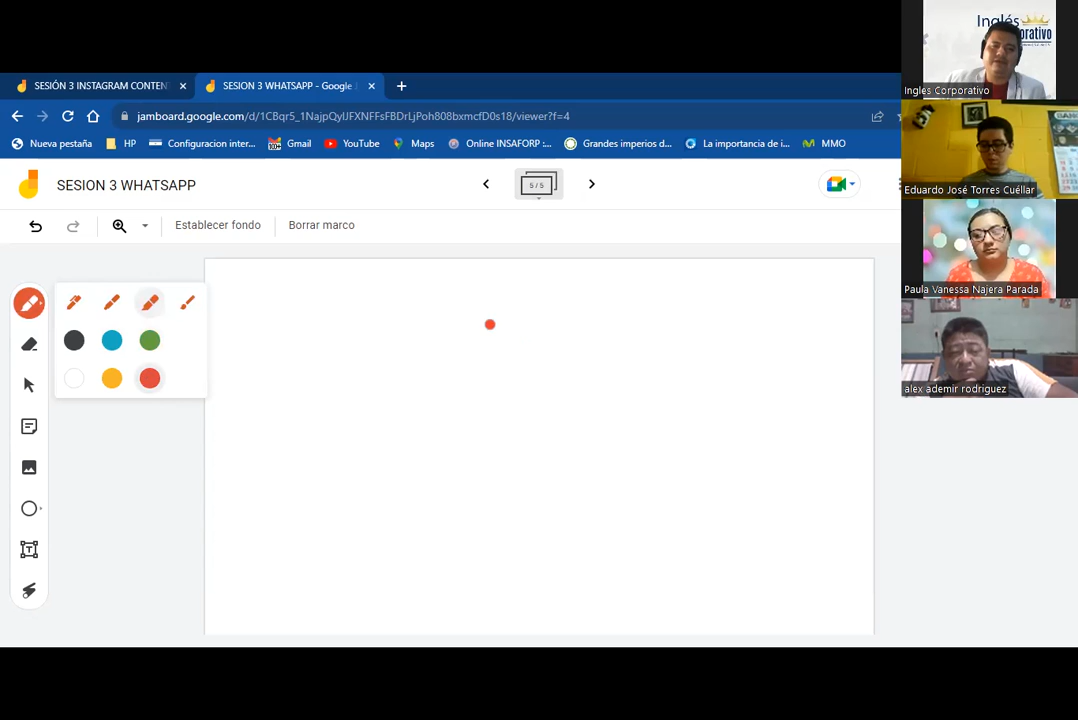 Inglés
SESIÓN 3 INSTAGRAM CONTEN
SESION 3 WHATSAPP - Google
jamboard.google.com/d/1CBqr5_1NajpQyIJFXNFFsFBDrLjPoh808bxmcfD0s18/viewer?f=4
Nueva pestaña
HP
Configuracion inter...
Gmail
YouTube
Maps
Online INSAFORP :...
Grandes imperios d...
La importancia de i...
MMO
SESION 3 WHATSAPP
5 / 5
Establecer fondo
Borrar marco
Ingles Corporativo
Eduardo José Torres Cuéllar
Paula Vanessa Najera Parada
alex ademir rodriguez